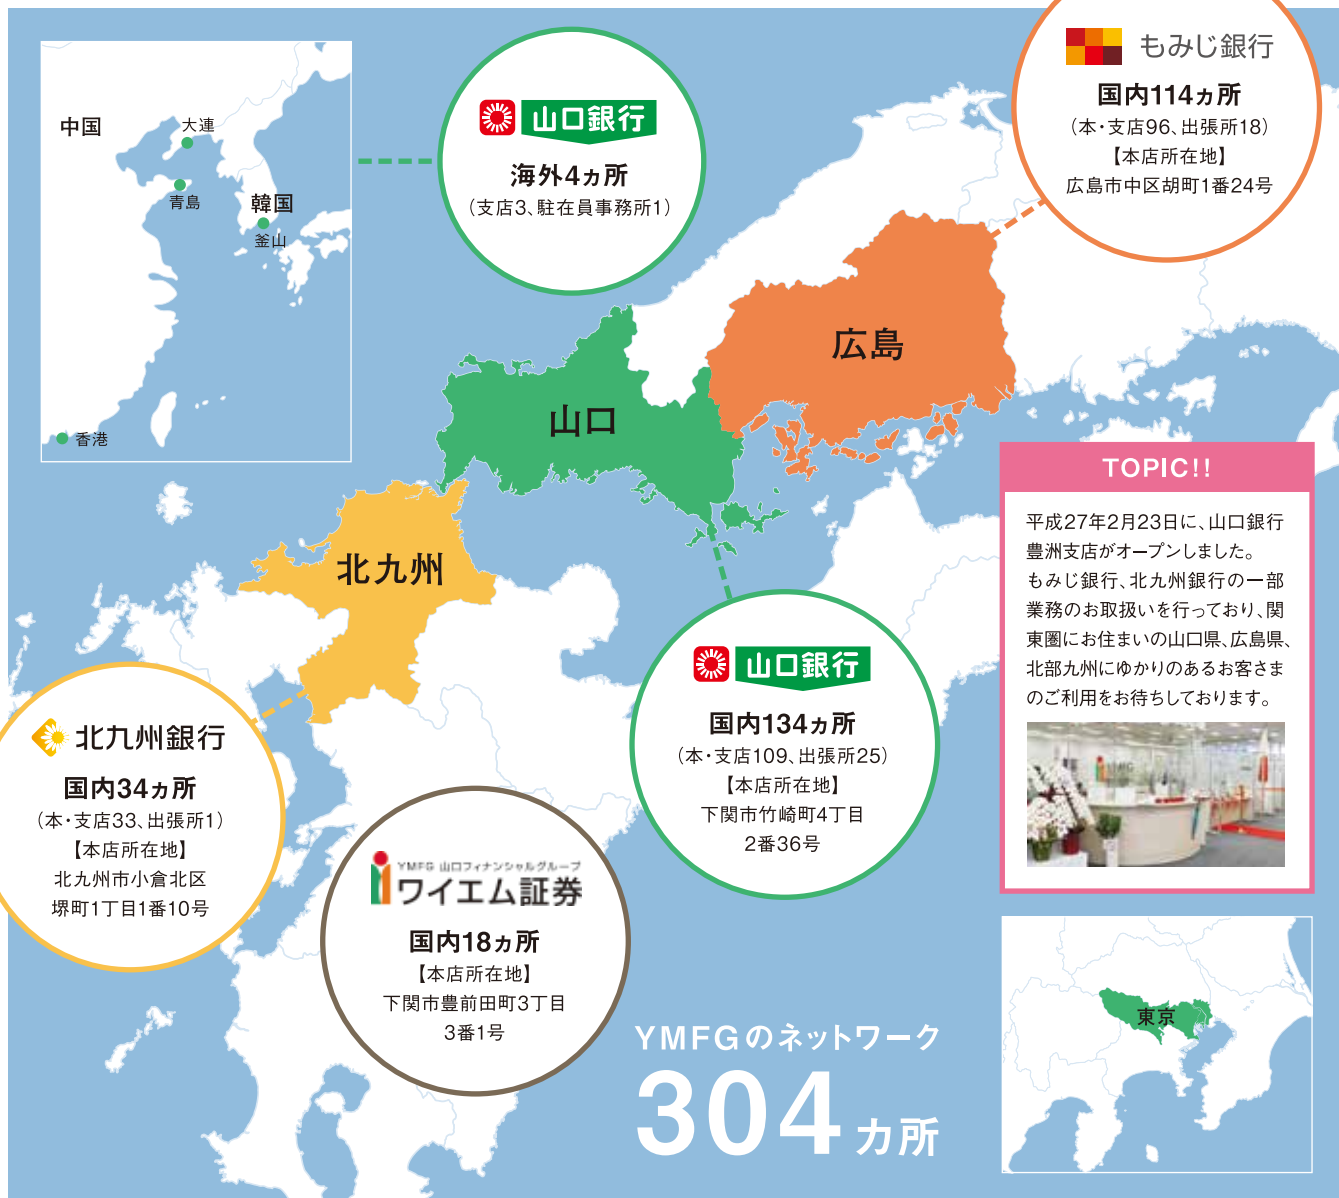 中国
大連
青島
韓国
釜山
香港
山口銀行
海外4ヵ所
（支店3、駐在員事務所1）
もみじ銀行
国内114ヵ所
（本・支店96、出張所18）
【本店所在地】
広島市中区胡町1番24号
広島
山口
北九州
TOPIC!!
平成27年2月23日に、山口銀行
豊洲支店がオープンしました。
もみじ銀行、北九州銀行の一部
業務のお取扱いを行っており、関
東圏にお住まいの山口県、広島県、
北部九州にゆかりのあるお客さま
のご利用をお待ちしております。
YMFG
山口銀行
国内134ヵ所
（本・支店109、出張所25）
【本店所在地】
下関市竹崎町4丁目
2番36号
北九州銀行
国内34ヵ所
（本・支店33、出張所1）
【本店所在地】
北九州市小倉北区
堺町1丁目1番10号
YMFG 山口フィナンシャルグループ
ワイエム証券
国内18ヵ所
【本店所在地】
下関市豊前田町3丁目
3番1号
YMFGのネットワーク
304カ所
東京